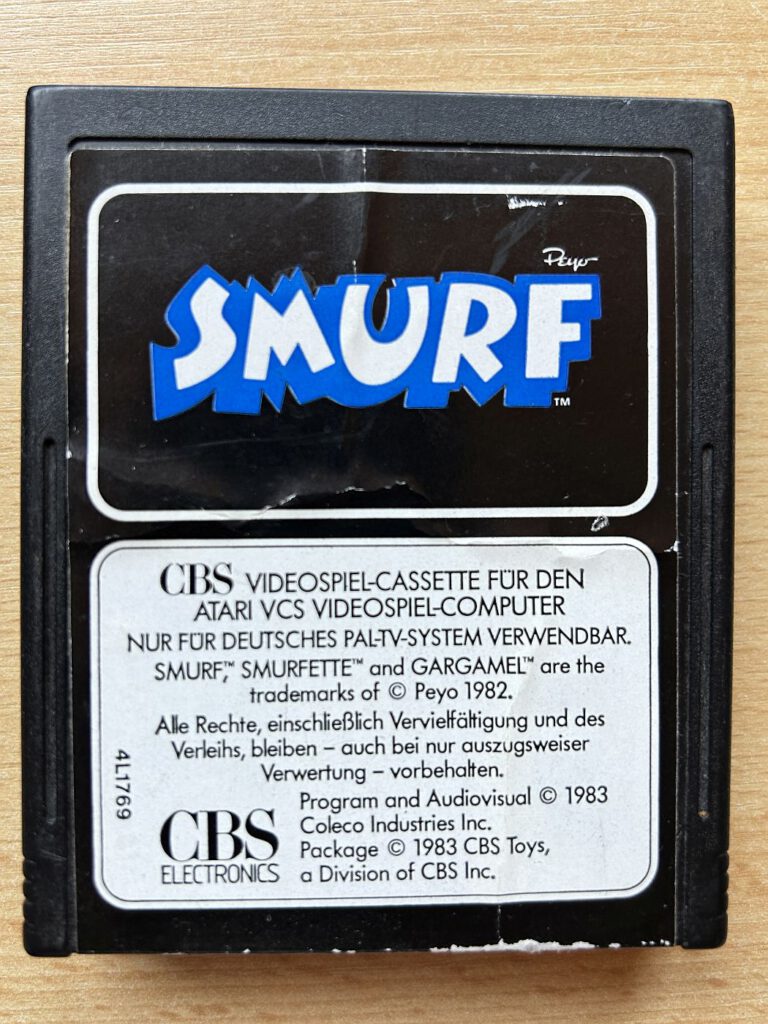 Peyo
SMURF
™
CBS VIDEOSPIEL-CASSETTE FÜR DEN
ATARI VCS VIDEOSPIEL-COMPUTER
NUR FÜR DEUTSCHES PAL-TV-SYSTEM VERWENDBAR.
SMURF,™ SMURFETTE™ and GARGAMEL™ are the
trademarks of © Peyo 1982.
Alle Rechte, einschließlich Vervielfältigung und des
Verleihs, bleiben – auch bei nur auszugsweiser
Verwertung – vorbehalten.
4L1769
CBS
ELECTRONICS
Program and Audiovisual © 1983
Coleco Industries Inc.
Package © 1983 CBS Toys,
a Division of CBS Inc.